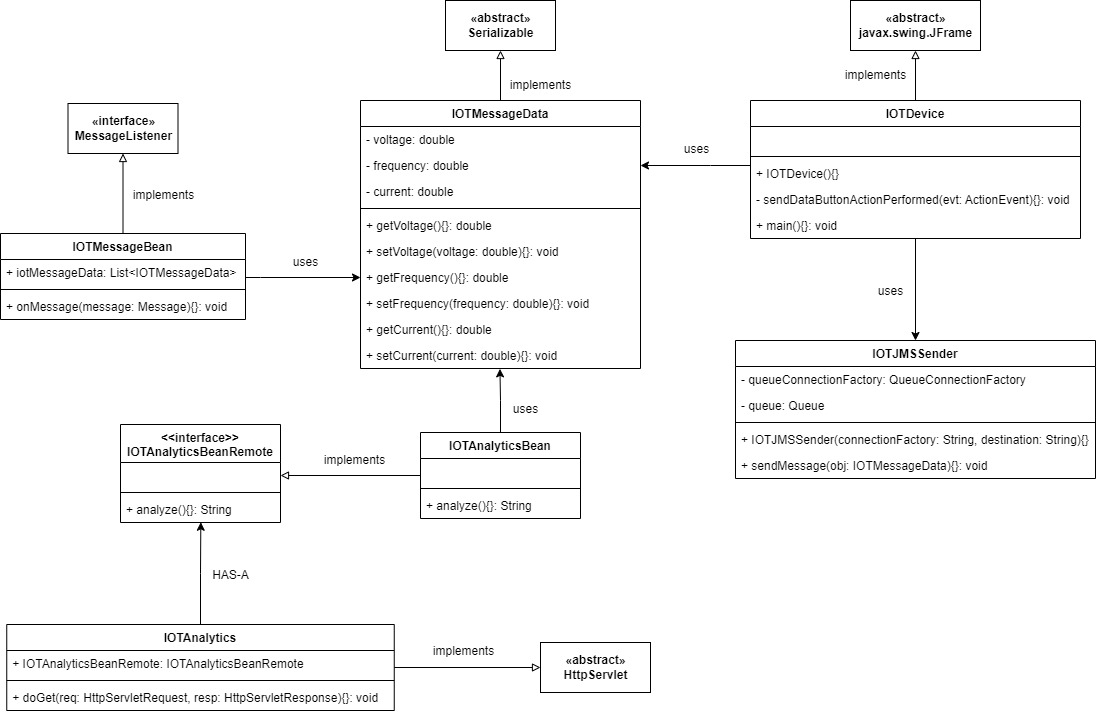 «abstract»
Serializable
«abstract»
javax.swing.JFrame
implements
implements
«interface»
MessageListener
implements
IOTMessageData
- voltage: double
- frequency: double
- current: double
+ getVoltage(){}: double
+ setVoltage(voltage: double){}: void
+ getFrequency(){}: double
+ setFrequency(frequency: double){}: void
+ getCurrent(){}: double
+ setCurrent(current: double){}: void
uses
IOTDevice
+ IOTDevice(){}
- sendDataButtonActionPerformed(evt: ActionEvent){}: void
+ main(){}: void
IOTMessageBean
+ iotMessageData: List<IOTMessageData>
+ onMessage(message: Message){}: void
uses
uses
IOTJMSSender
- queueConnectionFactory: QueueConnectionFactory
- queue: Queue
+ IOTJMSSender(connectionFactory: String, destination: String){}
+ sendMessage(obj: IOTMessageData){}: void
uses
<<interface>>
IOTAnalyticsBeanRemote
+ analyze(){}: String
implements
IOTAnalyticsBean
+ analyze(){}: String
HAS-A
IOTAnalytics
+ IOTAnalyticsBeanRemote: IOTAnalyticsBeanRemote
+ doGet(req: HttpServletRequest, resp: HttpServletResponse){}: void
implements
«abstract»
HttpServlet